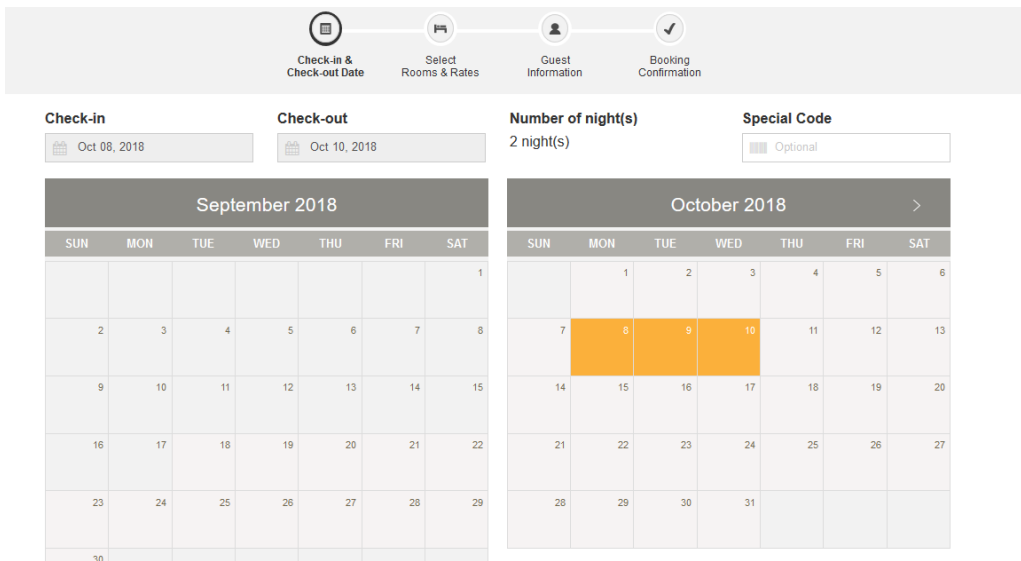 Check-in &
Check-out Date
Select
Rooms & Rates
Guest
Information
Booking
Confirmation
Check-in
Check-out
Number of night(s)
Special Code
Oct 08, 2018
Oct 10, 2018
2 night(s)
Optional
September 2018
SUN MON TUE WED THU FRI SAT
1
2 3 4 5 6 7 8
9 10 11 12 13 14 15
16 17 18 19 20 21 22
23 24 25 26 27 28 29
30
October 2018 >
SUN MON TUE WED THU FRI SAT
1 2 3 4 5 6
7 8 9 10 11 12 13
14 15 16 17 18 19 20
21 22 23 24 25 26 27
28 29 30 31